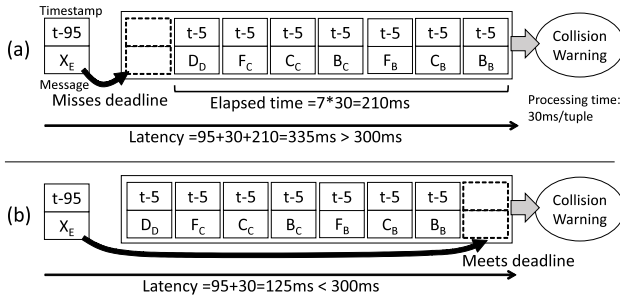 Timestamp
(a)
t-95
X_E
Message
Misses deadline
t-5 t-5 t-5 t-5 t-5 t-5 t-5
D_D F_C C_C B_C F_B C_B B_B
Collision
Warning
Elapsed time =7*30=210ms
Processing time:
30ms/tuple
Latency =95+30+210=335ms > 300ms
(b)
t-95
X_E
t-5 t-5 t-5 t-5 t-5 t-5 t-5
D_D F_C C_C B_C F_B C_B B_B
Collision
Warning
Meets deadline
Latency =95+30=125ms < 300ms